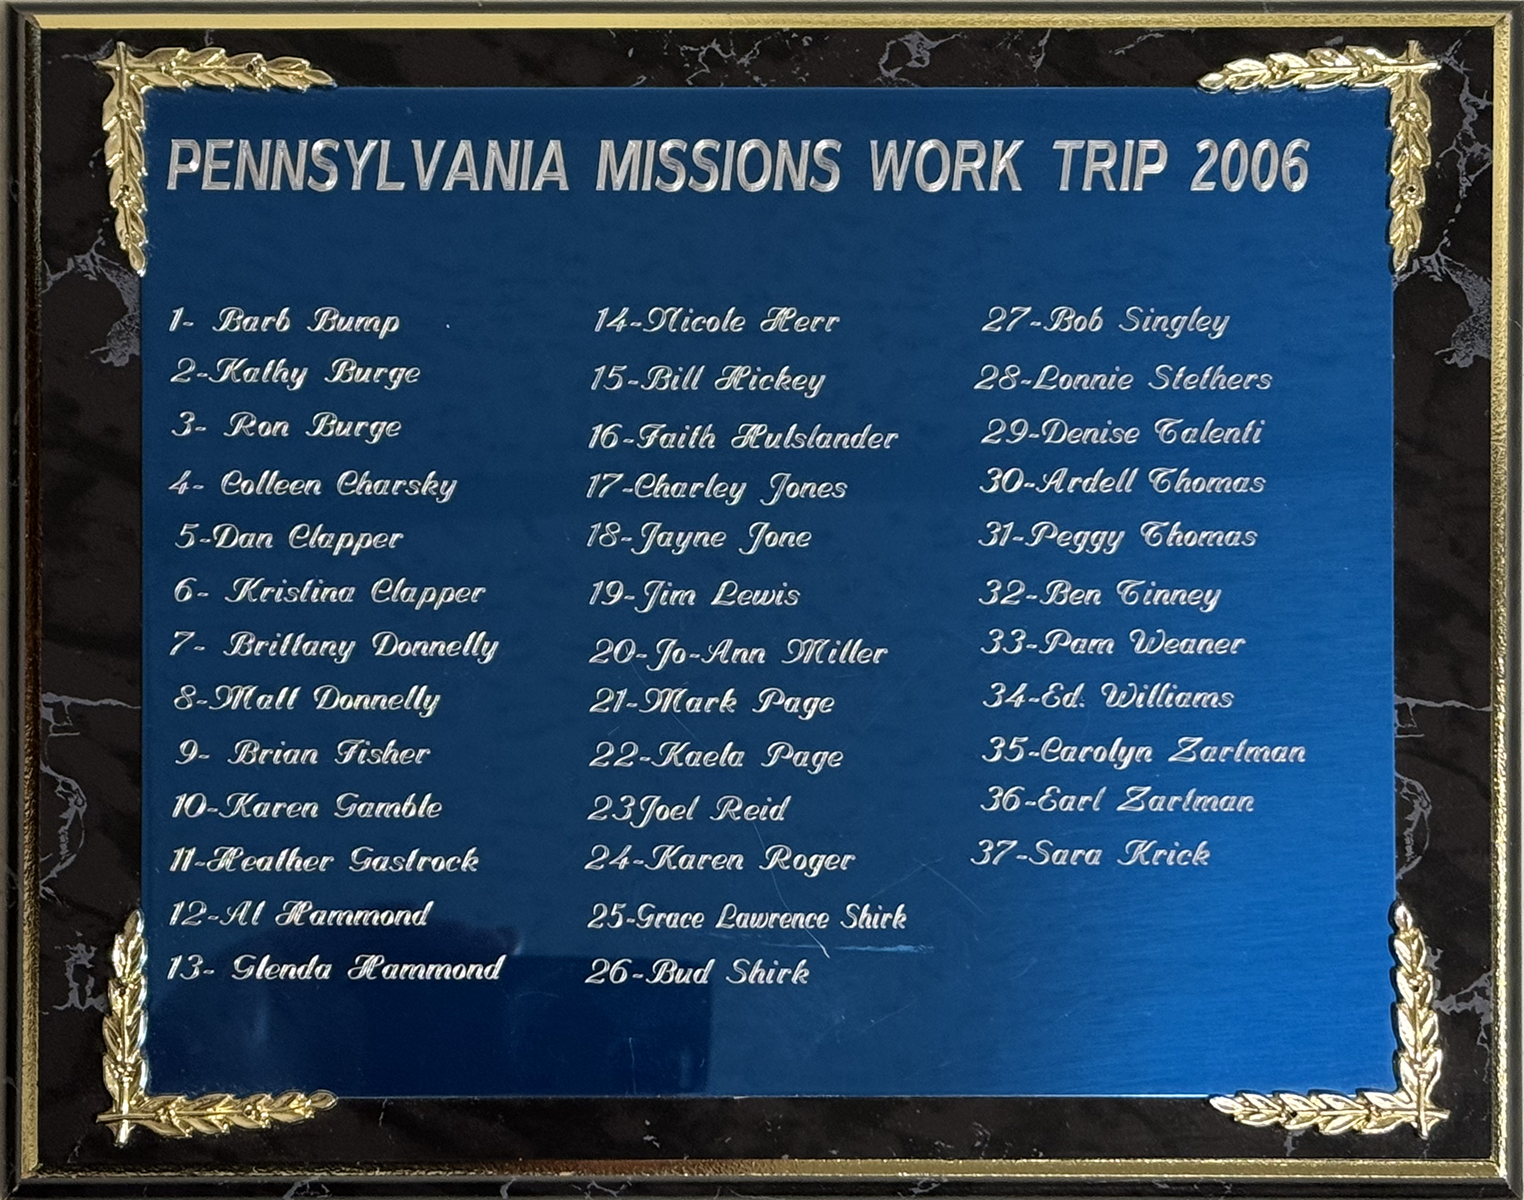 PENNSYLVANIA MISSIONS WORK TRIP 2006
1- Barb Bump
2-Kathy Burge
3- Ron Burge
4- Colleen Charsky
5-Dan Clapper
6- Kristina Clapper
7- Brittany Donnelly
8-Matt Donnelly
9- Brian Fisher
10-Karen Gamble
11-Heather Gastrock
12-Al Hammond
13- Glenda Hammond
14-Nicole Herr
15-Bill Hickey
16-Faith Hulslander
17-Charley Jones
18-Jayne Jone
19-Jim Lewis
20-Jo-Ann Miller
21-Mark Page
22-Kaela Page
23Joel Reid
24-Karen Roger
25-Grace Lawrence Shirk
26-Bud Shirk
27-Bob Singley
28-Lonnie Stethers
29-Denise Talenti
30-Ardell Thomas
31-Peggy Thomas
32-Ben Tinney
33-Pam Weaner
34-Ed. Williams
35-Carolyn Zartman
36-Earl Zartman
37-Sara Krick